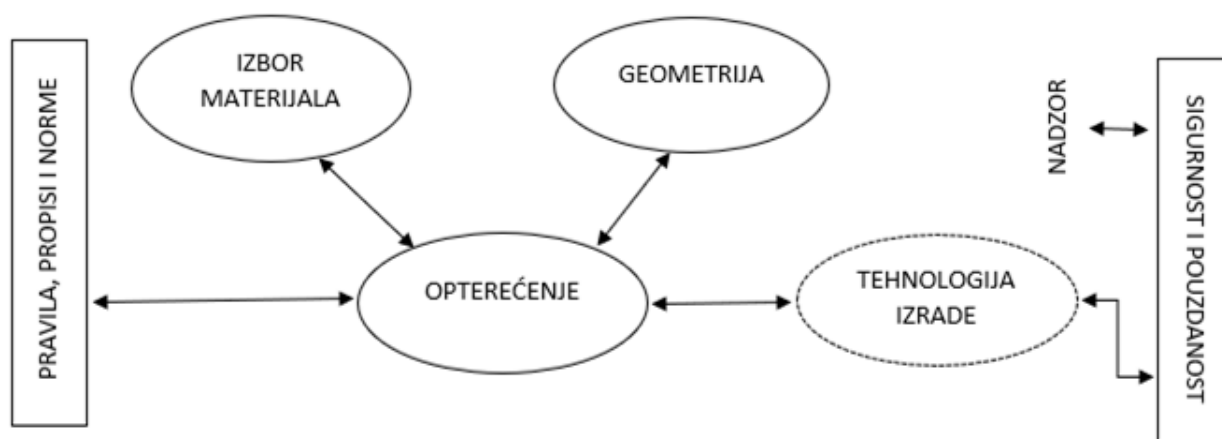 PRAVILA, PROPISI I NORME
IZBOR
MATERIJALA
GEOMETRIJA
OPTEREĆENJE
TEHNOLOGIJA
IZRADE
NADZOR
SIGURNOST I POUZDANOST